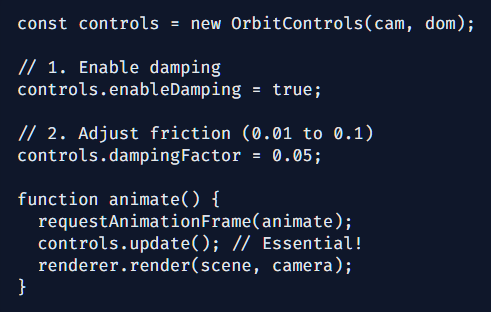 const controls = new OrbitControls(cam, dom);
// 1. Enable damping
controls.enableDamping = true;
// 2. Adjust friction (0.01 to 0.1)
controls.dampingFactor = 0.05;
function animate() {
  requestAnimationFrame(animate);
  controls.update(); // Essential!
  renderer.render(scene, camera);
}